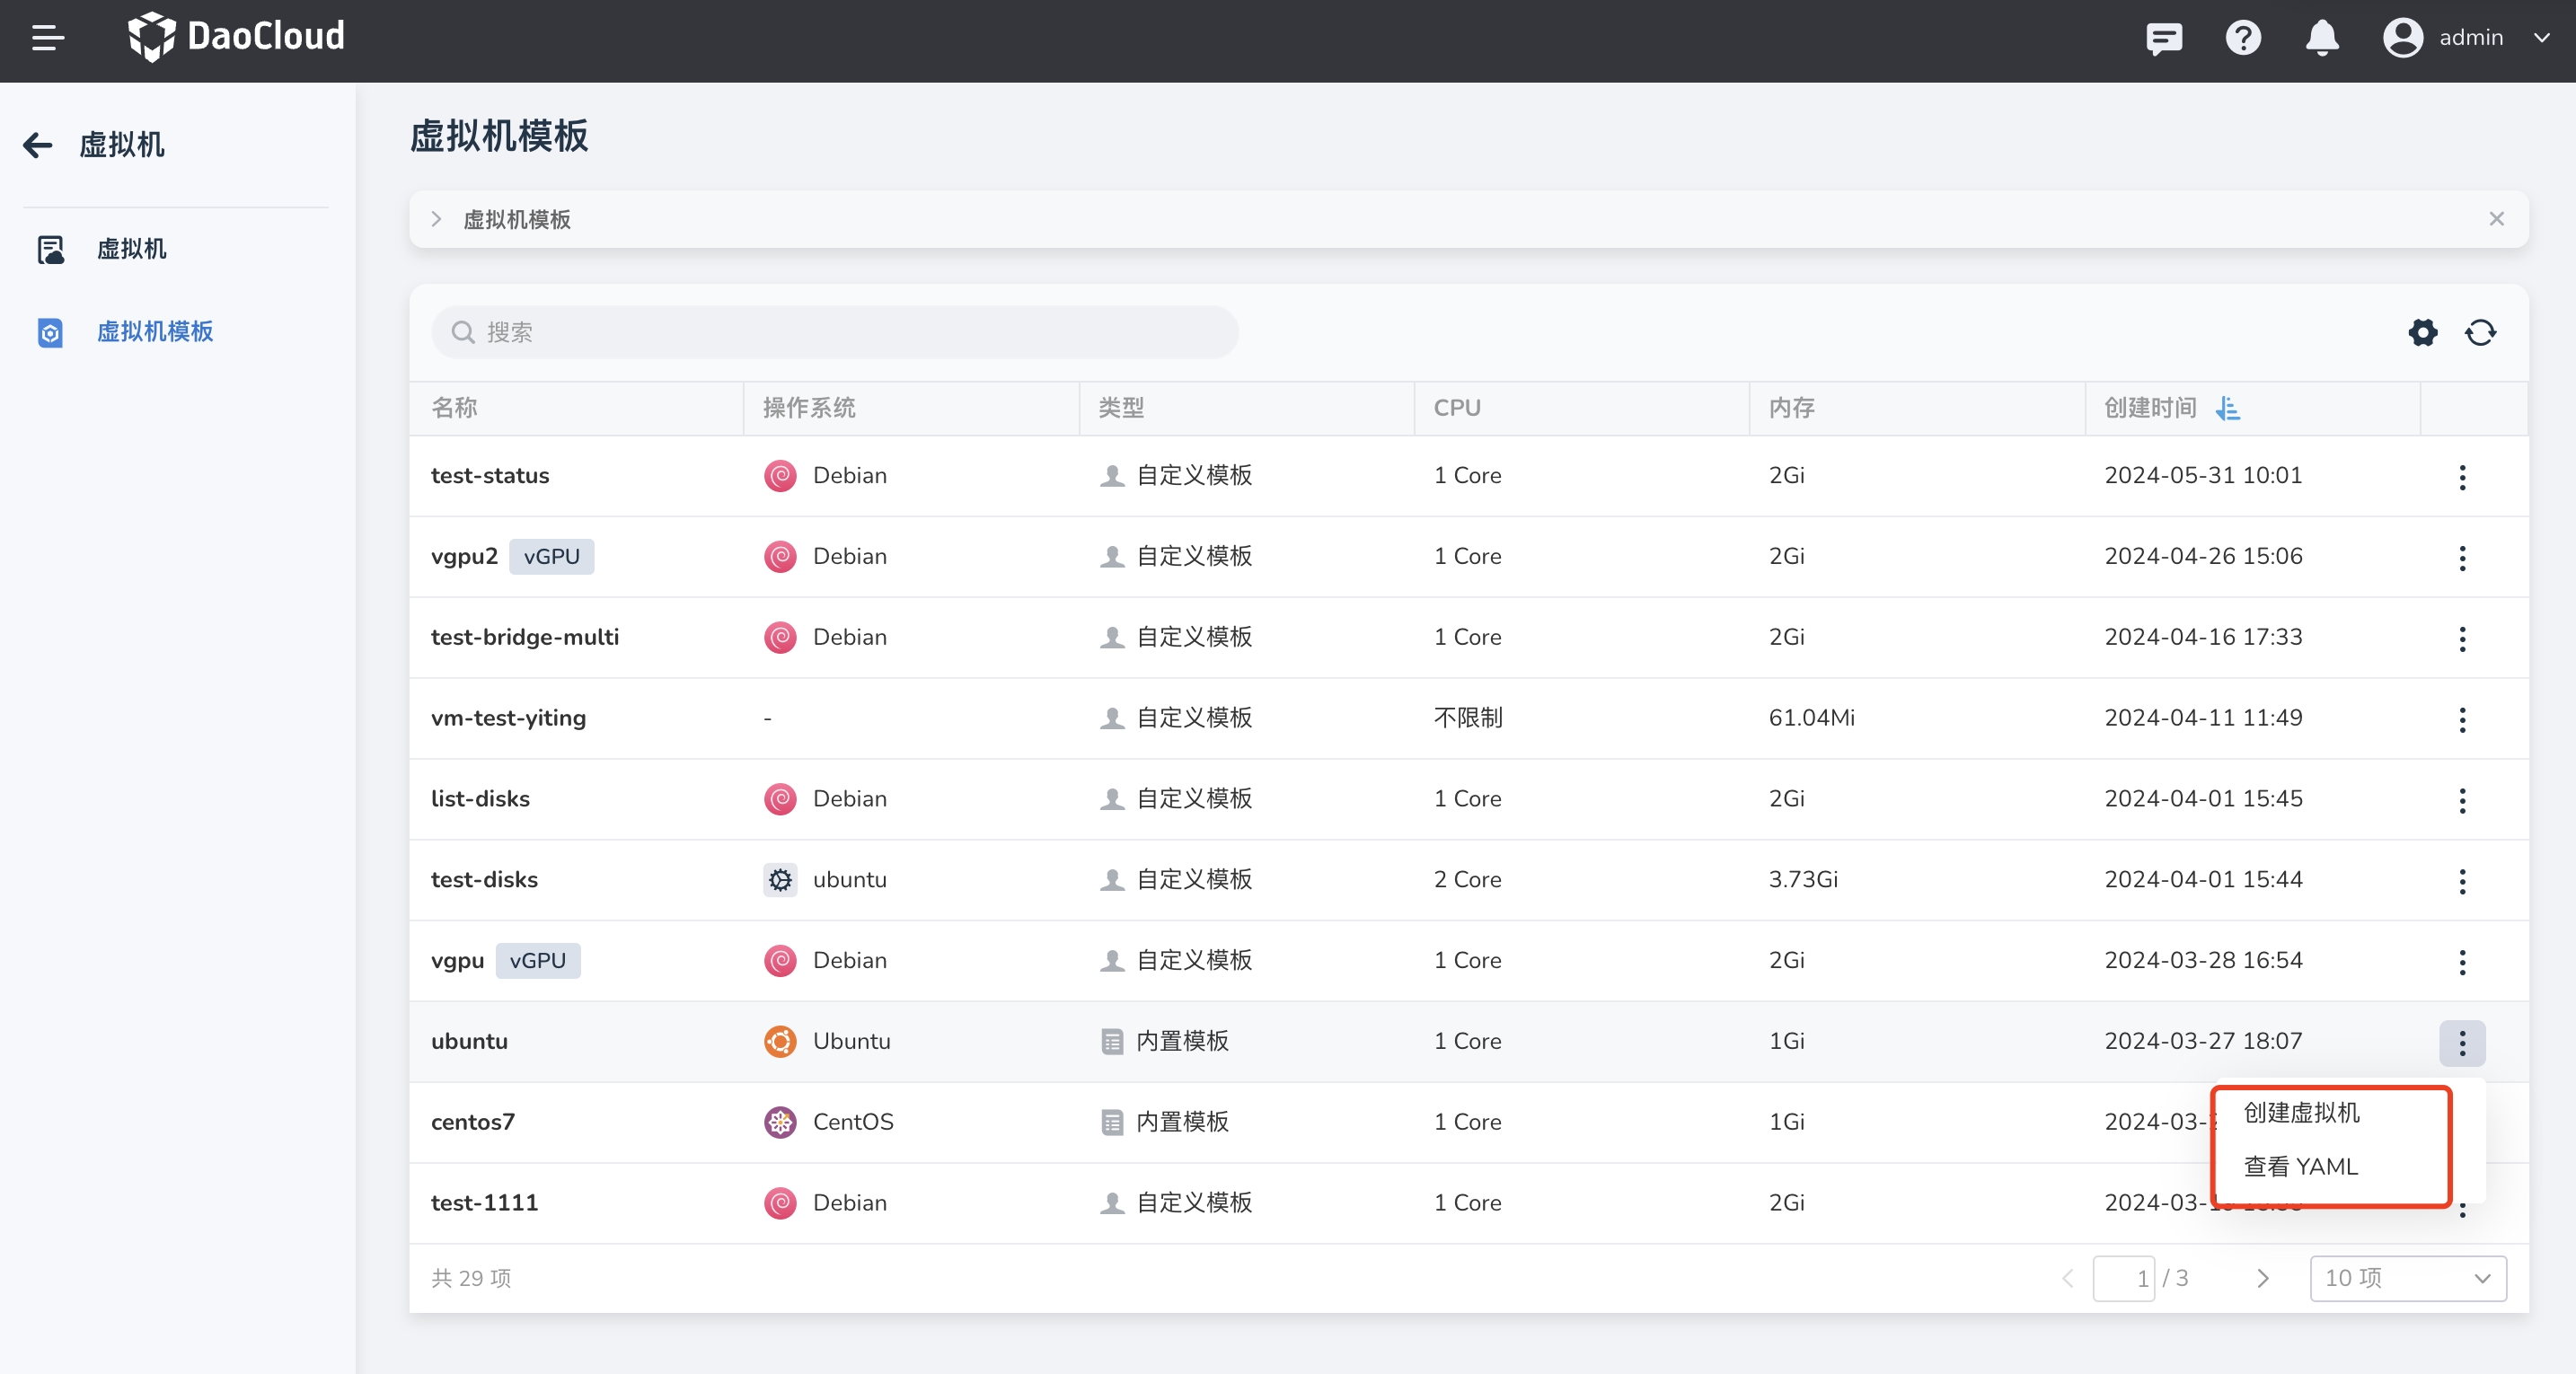 DaoCloud
admin
虚拟机
虚拟机
虚拟机模板
虚拟机模板
虚拟机模板
搜索
名称 操作系统 类型 CPU 内存 创建时间
test-status Debian 自定义模板 1 Core 2Gi 2024-05-31 10:01
vgpu2 vGPU Debian 自定义模板 1 Core 2Gi 2024-04-26 15:06
test-bridge-multi Debian 自定义模板 1 Core 2Gi 2024-04-16 17:33
vm-test-yiting - 自定义模板 不限制 61.04Mi 2024-04-11 11:49
list-disks Debian 自定义模板 1 Core 2Gi 2024-04-01 15:45
test-disks ubuntu 自定义模板 2 Core 3.73Gi 2024-04-01 15:44
vgpu vGPU Debian 自定义模板 1 Core 2Gi 2024-03-28 16:54
ubuntu Ubuntu 内置模板 1 Core 1Gi 2024-03-27 18:07
centos7 CentOS 内置模板 1 Core 1Gi 2024-03-
创建虚拟机
查看 YAML
test-1111 Debian 自定义模板 1 Core 2Gi 2024-03-
共 29 项
1 / 3
10 项